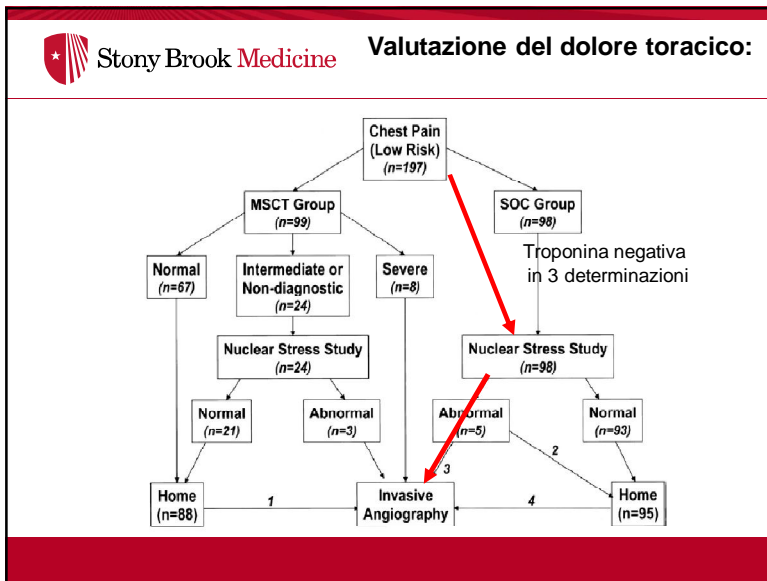 Stony Brook Medicine
Valutazione del dolore toracico:
Chest Pain
(Low Risk)
(n=197)
MSCT Group
(n=99)
SOC Group
(n=98)
Troponina negativa
in 3 determinazioni
Normal
(n=67)
Intermediate or
Non-diagnostic
(n=24)
Severe
(n=8)
Nuclear Stress Study
(n=24)
Nuclear Stress Study
(n=98)
Normal
(n=21)
Abnormal
(n=3)
Abnormal
(n=5)
Normal
(n=93)
3
2
Home
(n=88)
1
Invasive
Angiography
4
Home
(n=95)